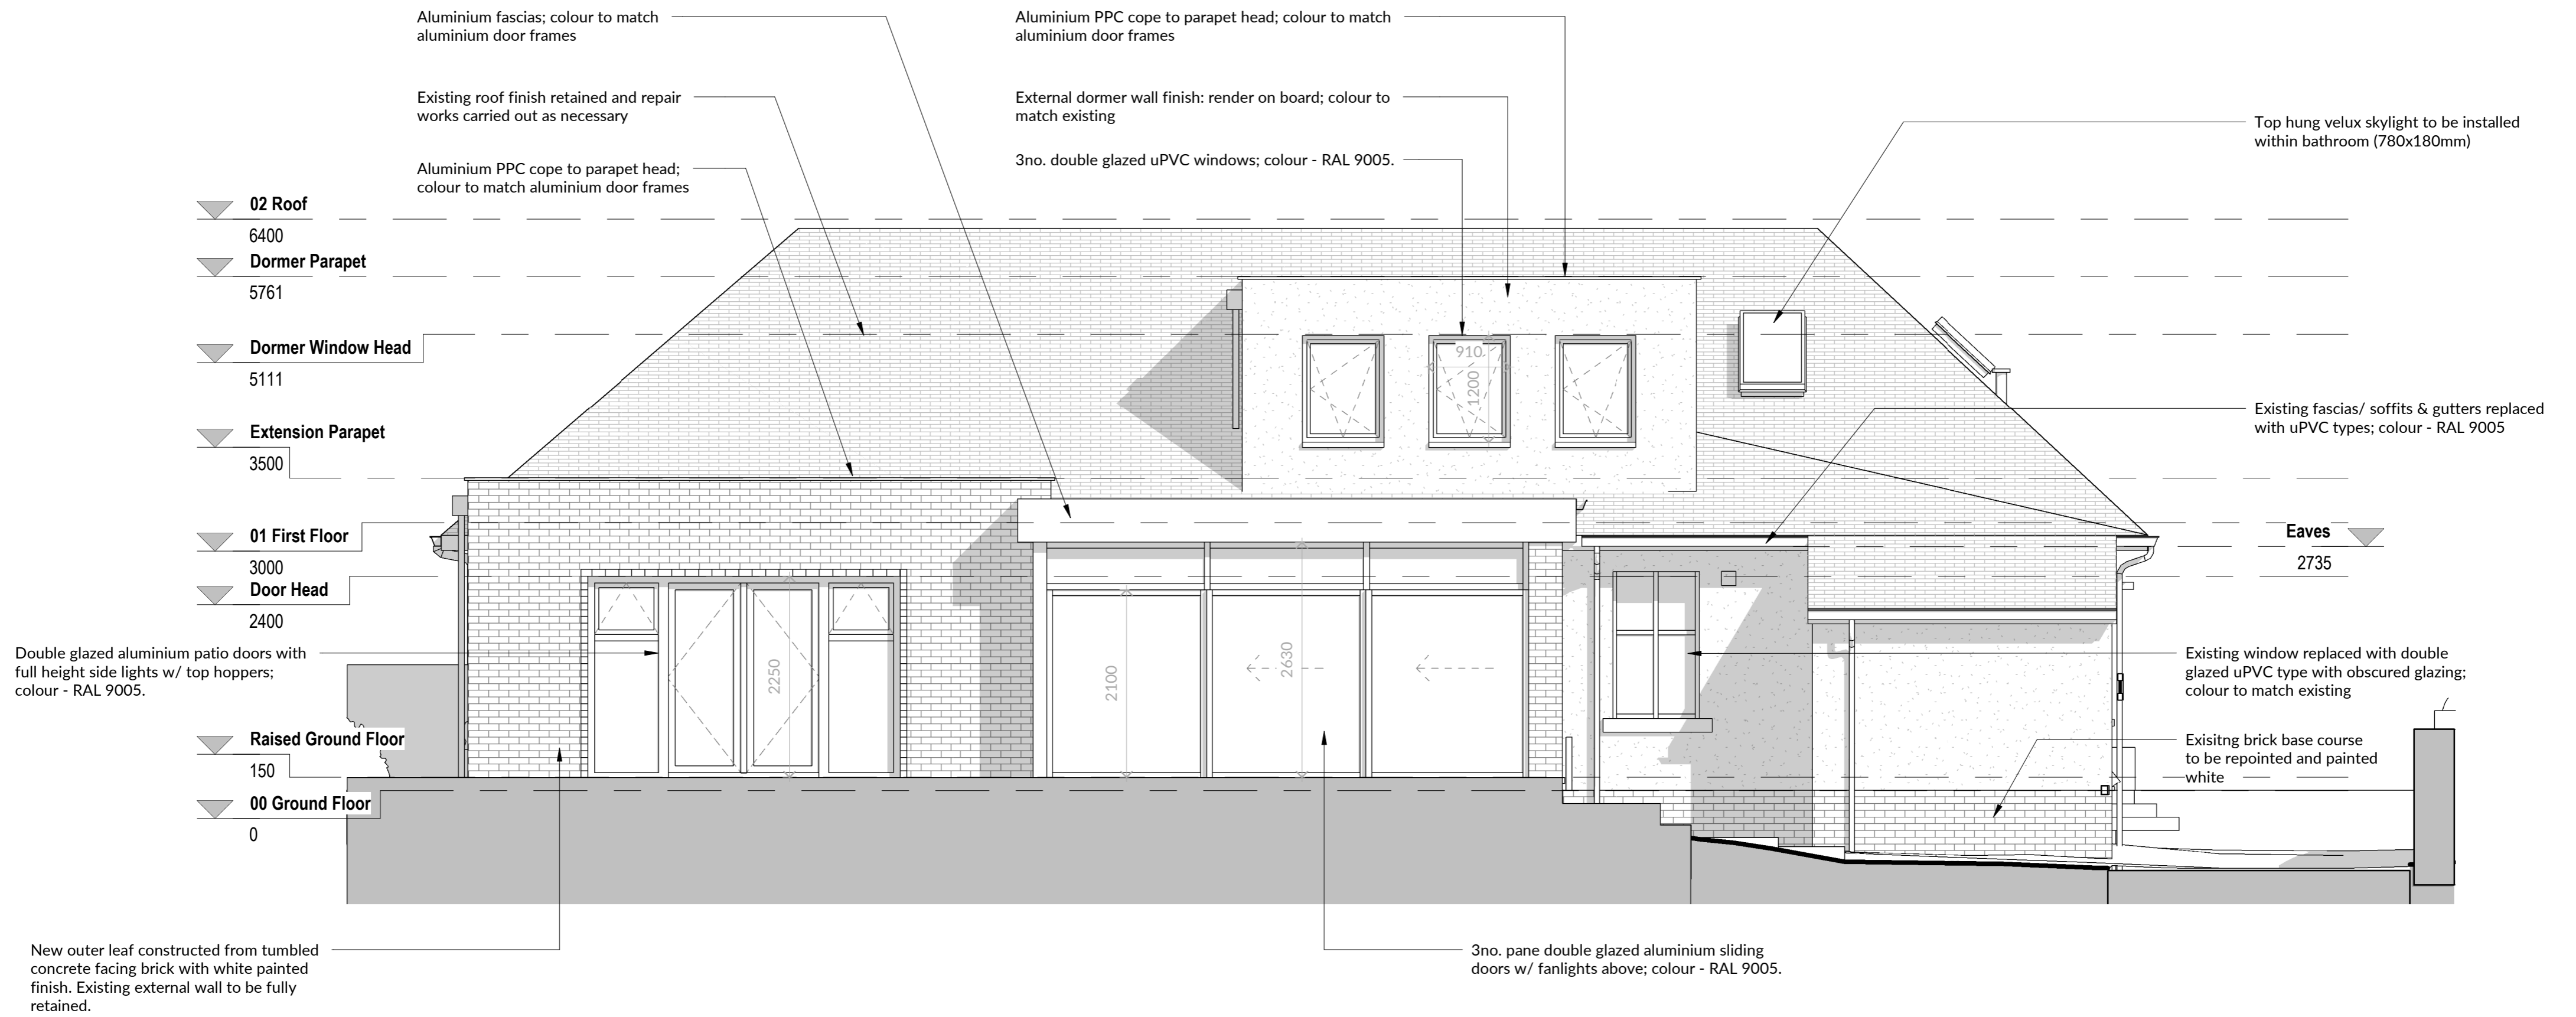 Aluminium fascias; colour to match
aluminium door frames
Aluminium PPC cope to parapet head; colour to match
aluminium door frames
Existing roof finish retained and repair
works carried out as necessary
External dormer wall finish: render on board; colour to
match existing
Top hung velux skylight to be installed
within bathroom (780x180mm)
Aluminium PPC cope to parapet head;
colour to match aluminium door frames
3no. double glazed uPVC windows; colour - RAL 9005.
02 Roof
6400
Dormer Parapet
5761
Dormer Window Head
5111
910
1200
Extension Parapet
3500
Existing fascias/ soffits & gutters replaced
with uPVC types; colour - RAL 9005
01 First Floor
3000
Eaves
2735
Door Head
2400
Double glazed aluminium patio doors with
full height side lights w/ top hoppers;
colour - RAL 9005.
2250
2100
2630
Existing window replaced with double
glazed uPVC type with obscured glazing;
colour to match existing
Raised Ground Floor
150
Exisitng brick base course
to be repointed and painted
white
00 Ground Floor
0
New outer leaf constructed from tumbled
concrete facing brick with white painted
finish. Existing external wall to be fully
retained.
3no. pane double glazed aluminium sliding
doors w/ fanlights above; colour - RAL 9005.